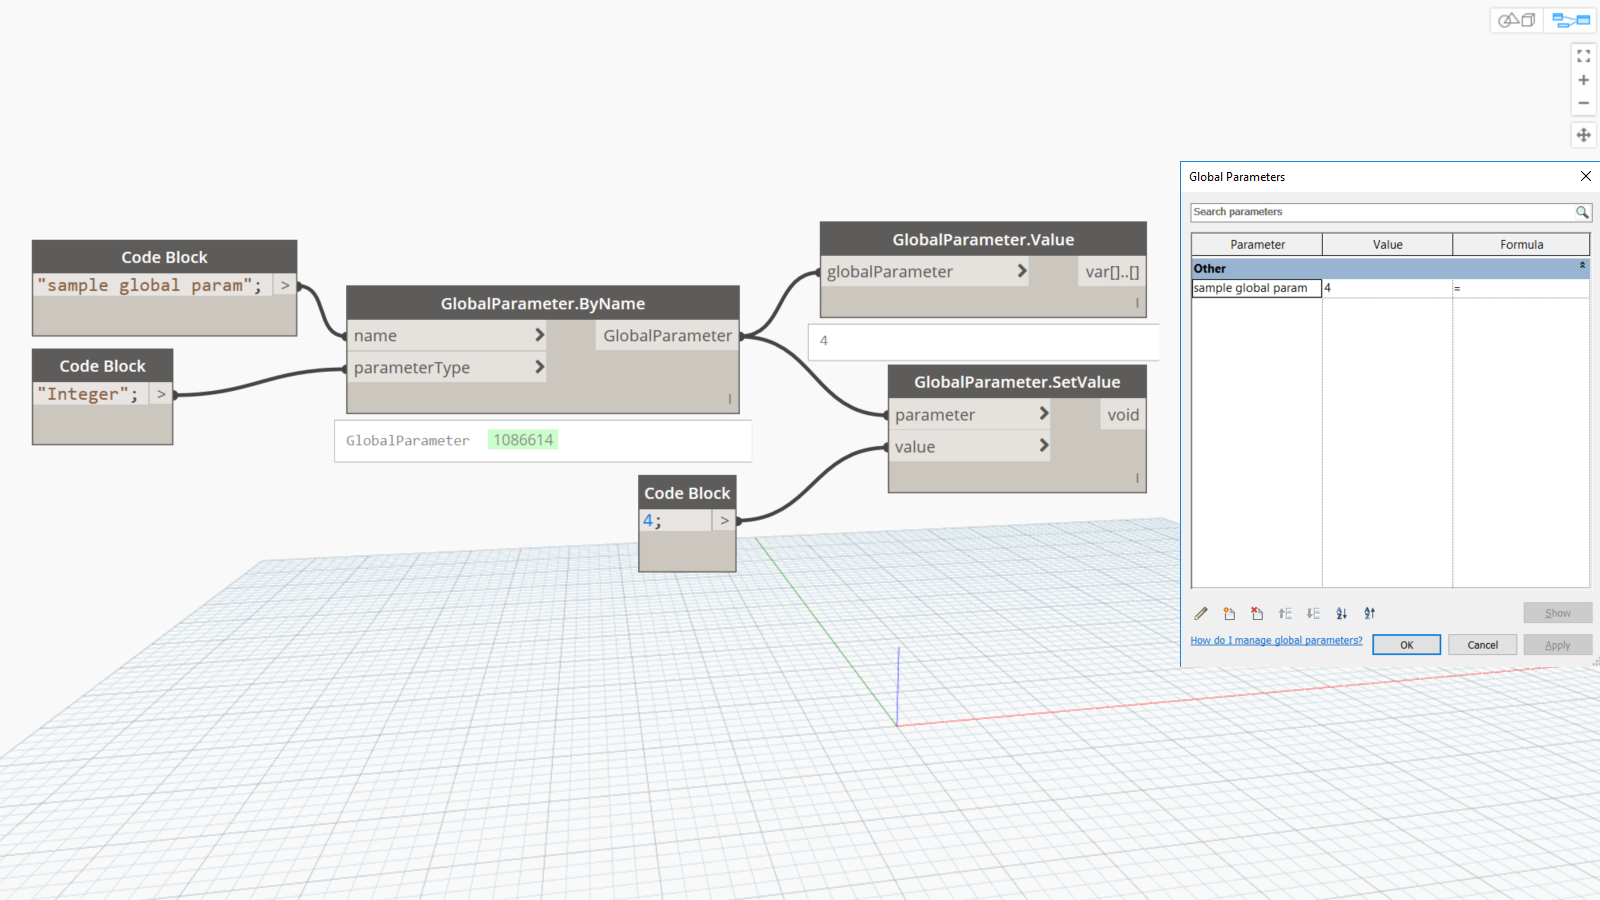 Code Block
"sample global param"; >
Code Block
"Integer"; >
GlobalParameter.ByName
name
GlobalParameter
parameterType
GlobalParameter 1086614
Code Block
4; >
GlobalParameter.Value
globalParameter
var[]..[]
4
GlobalParameter.SetValue
parameter
void
value
Global Parameters
Search parameters
Parameter Value Formula
Other
sample global param 4 =
Show
How do I manage global parameters?
OK Cancel Apply